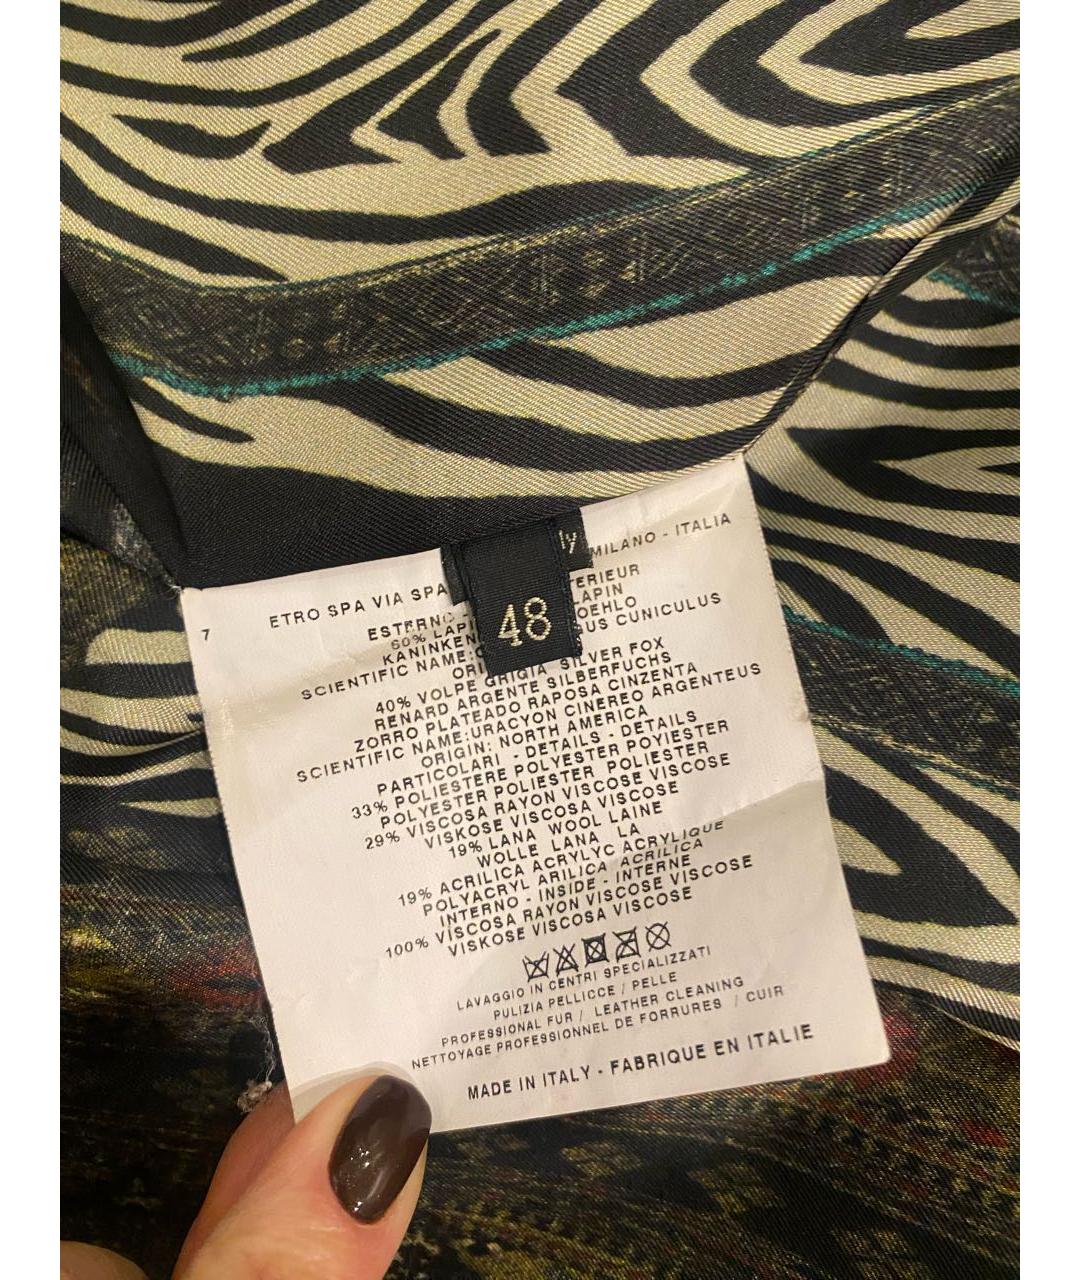 7
ly
48
ETRO SPA VIA SPA MILANO - ITALIA
60% LAPIN
KANINKEN OEHLO
SCIENTIFIC NAME: US CUNICULUS
40% VOLPE GRIGIA SILVER FOX
RENARD ARGENTE SILBERFUCHS
ZORRO PLATEADO RAPOSA CINZENTA
SCIENTIFIC NAME:URACYON CINEREO ARGENTEUS
ORIGIN: NORTH AMERICA
PARTICOLARI - DETAILS - DETAILS
33% POLIESTERE POLYESTER POYIESTER
POLYESTER POLIESTER POLIESTER
29% VISCOSA RAYON VISCOSE VISCOSE
VISKOSE VISCOSA VISCOSE
19% LANA WOOL LAINE
WOLLE LANA LA
19% ACRILICA ACRYLYC ACRYLIQUE
POLYACRYL ARILICA ACRILICA
INTERNO - INSIDE - INTERNE
100% VISCOSA RAYON VISCOSE VISCOSE
VISKOSE VISCOSA VISCOSE
LAVAGGIO IN CENTRI SPECIALIZZATI
PULIZIA PELLICCE / PELLE
PROFESSIONAL FUR / LEATHER CLEANING
NETTOYAGE PROFESSIONNEL DE FORRURES / CUIR
MADE IN ITALY - FABRIQUE EN ITALIE